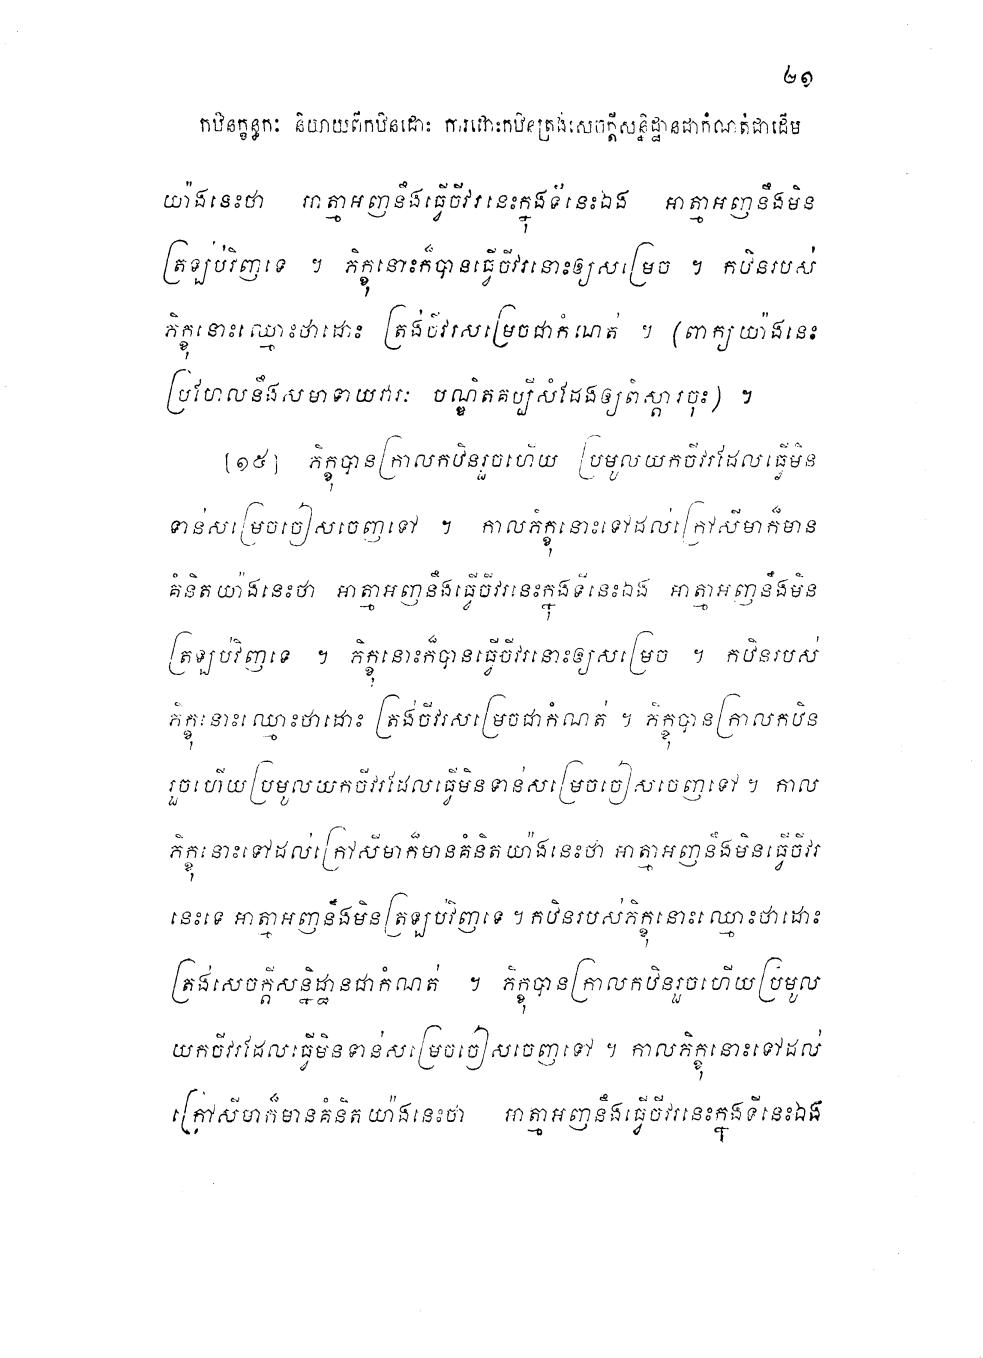 ២១
កឋិនក្ខន្ធកៈ និយាយពីកឋិនដោះ ការដោះកឋិនត្រង់សេចក្តីសន្និដ្ឋានជាកំណត់ជាដើម
យ៉ាងនេះថា អាត្មាអញនឹងធ្វើចីវរនេះក្នុងទីនេះឯង អាត្មាអញនឹងមិន
ត្រឡប់វិញទេ ។ ភិក្ខុនោះក៏បានធ្វើចីវរនោះឲ្យសម្រេច ។ កឋិនរបស់
ភិក្ខុនោះឈ្មោះថាដោះ ត្រង់ចីវរសម្រេចជាកំណត់ ។ (ពាក្យយ៉ាងនេះ
ប្រហែលនឹងសមាទាយវារៈ បណ្ឌិតគប្បីសំដែងឲ្យពិស្តារចុះ) ។
[១៥] ភិក្ខុបានក្រាលកឋិនរួចហើយ ប្រមូលយកចីវរដែលធ្វើមិន
ទាន់សម្រេចចៀសចេញទៅ ។ កាលភិក្ខុនោះទៅដល់ក្រៅសីមាក៏មាន
គំនិតយ៉ាងនេះថា អាត្មាអញនឹងធ្វើចីវរនេះក្នុងទីនេះឯង អាត្មាអញនឹងមិន
ត្រឡប់វិញទេ ។ ភិក្ខុនោះក៏បានធ្វើចីវរនោះឲ្យសម្រេច ។ កឋិនរបស់
ភិក្ខុនោះឈ្មោះថាដោះ ត្រង់ចីវរសម្រេចជាកំណត់ ។ ភិក្ខុបានក្រាលកឋិន
រួចហើយប្រមូលយកចីវរដែលធ្វើមិនទាន់សម្រេចចៀសចេញទៅ ។ កាល
ភិក្ខុនោះទៅដល់ក្រៅសីមាក៏មានគំនិតយ៉ាងនេះថា អាត្មាអញនឹងមិនធ្វើចីវរ
នេះទេ អាត្មាអញនឹងមិនត្រឡប់វិញទេ ។ កឋិនរបស់ភិក្ខុនោះឈ្មោះថាដោះ
ត្រង់សេចក្តីសន្និដ្ឋានជាកំណត់ ។ ភិក្ខុបានក្រាលកឋិនរួចហើយប្រមូល
យកចីវរដែលធ្វើមិនទាន់សម្រេចចៀសចេញទៅ ។ កាលភិក្ខុនោះទៅដល់
ក្រៅសីមាក៏មានគំនិតយ៉ាងនេះថា អាត្មាអញនឹងធ្វើចីវរនេះក្នុងទីនេះឯង